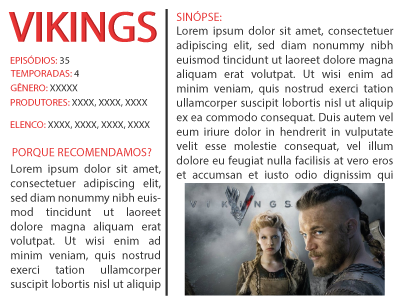 VIKINGS
EPISÓDIOS: 35
TEMPORADAS: 4
GÊNERO: XXXXX
PRODUTORES: XXXX, XXXX, XXXX
ELENCO: XXXX, XXXX, XXXX, XXXX
PORQUE RECOMENDAMOS?
Lorem ipsum dolor sit amet,
consectetuer adipiscing elit,
sed diam nonummy nibh euis-
mod tincidunt ut laoreet
dolore magna aliquam erat
volutpat. Ut wisi enim ad
minim veniam, quis nostrud
exerci tation ullamcorper
suscipit lobortis nisl ut aliquip
SINÓPSE:
Lorem ipsum dolor sit amet, consectetuer
adipiscing elit, sed diam nonummy nibh
euismod tincidunt ut laoreet dolore magna
aliquam erat volutpat. Ut wisi enim ad
minim veniam, quis nostrud exerci tation
ullamcorper suscipit lobortis nisl ut aliquip
ex ea commodo consequat. Duis autem vel
eum iriure dolor in hendrerit in vulputate
velit esse molestie consequat, vel illum
dolore eu feugiat nulla facilisis at vero eros
et accumsan et iusto odio dignissim qui
VIKINGS